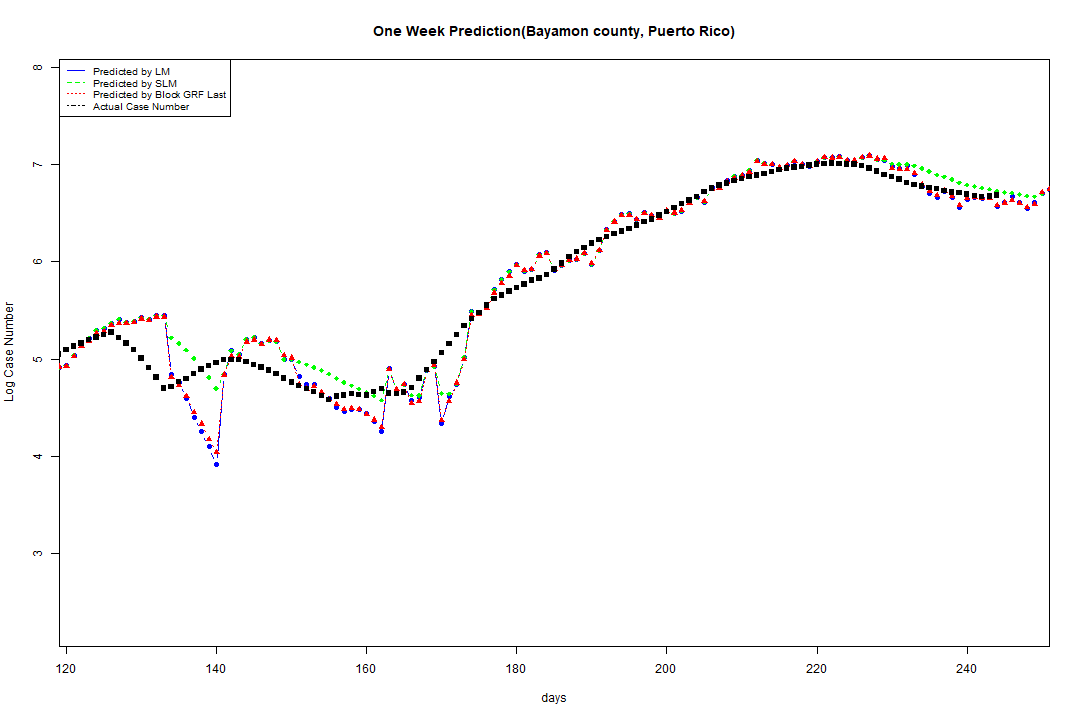 One Week Prediction(Bayamon county, Puerto Rico)
Predicted by LM
Predicted by SLM
Predicted by Block GRF Last
Actual Case Number
8
7
6
5
4
3
Log Case Number
120 140 160 180 200 220 240
days